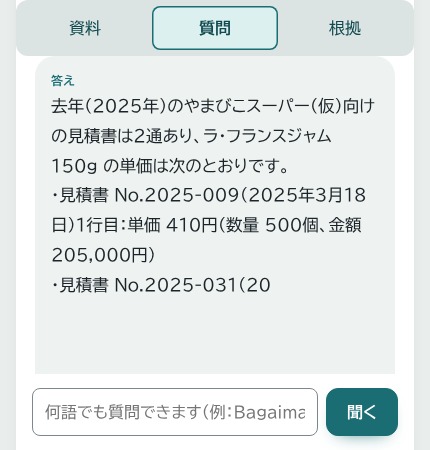 資料
質問
根拠
答え
去年(2025年)のやまびこスーパー(仮)向け
の見積書は2通あり、ラ・フランスジャム
150g の単価は次のとおりです。
・見積書 No.2025-009(2025年3月18
日)1行目:単価 410円(数量 500個、金額
205,000円)
・見積書 No.2025-031(20
何語でも質問できます(例:Bagaima
聞く